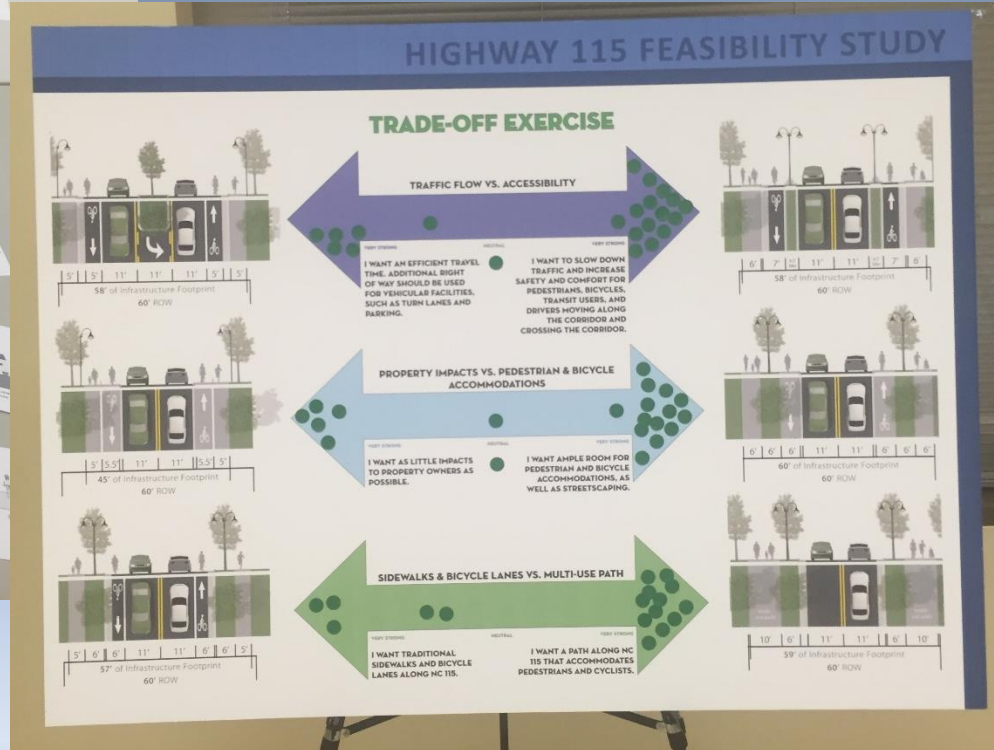 HIGHWAY 115 FEASIBILITY STUDY
TRADE-OFF EXERCISE
TRAFFIC FLOW VS. ACCESSIBILITY
VERY STRONG
NEUTRAL
VERY STRONG
I WANT AN EFFICIENT TRAVEL
TIME. ADDITIONAL RIGHT
OF WAY SHOULD BE USED
FOR VEHICULAR FACILITIES,
SUCH AS TURN LANES AND
PARKING.
I WANT TO SLOW DOWN
TRAFFIC AND INCREASE
SAFETY AND COMFORT FOR
PEDESTRIANS, BICYCLES,
TRANSIT USERS, AND
DRIVERS MOVING ALONG
THE CORRIDOR AND
CROSSING THE CORRIDOR.
5' 5' 11' 11' 11' 5' 5'
58' of Infrastructure Footprint
60' ROW
6' 7' 11' 11' 7' 6'
58' of Infrastructure Footprint
60' ROW
PROPERTY IMPACTS VS. PEDESTRIAN & BICYCLE
ACCOMMODATIONS
VERY STRONG
NEUTRAL
VERY STRONG
I WANT AS LITTLE IMPACTS
TO PROPERTY OWNERS AS
POSSIBLE.
I WANT AMPLE ROOM FOR
PEDESTRIAN AND BICYCLE
ACCOMMODATIONS, AS
WELL AS STREETSCAPING.
5' 5.5' 11' 11' 5.5' 5'
45' of Infrastructure Footprint
60' ROW
6' 6' 6' 11' 11' 6' 6' 6'
60' of Infrastructure Footprint
60' ROW
SIDEWALKS & BICYCLE LANES VS. MULTI-USE PATH
VERY STRONG
NEUTRAL
VERY STRONG
I WANT TRADITIONAL
SIDEWALKS AND BICYCLE
LANES ALONG NC 115.
I WANT A PATH ALONG NC
115 THAT ACCOMMODATES
PEDESTRIANS AND CYCLISTS.
5' 6' 6' 11' 11' 6' 6' 5'
57' of Infrastructure Footprint
60' ROW
10' 6' 11' 11' 6' 10'
59' of Infrastructure Footprint
60' ROW